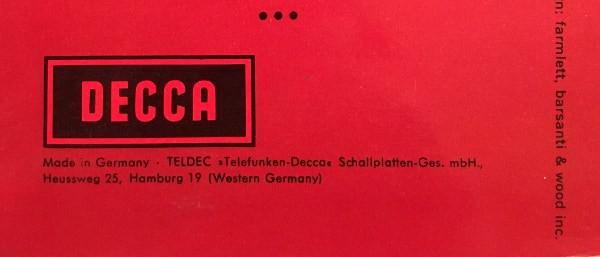 •••
DECCA
Made in Germany · TELDEC »Telefunken-Decca« Schallplatten-Ges. mbH.,
Heussweg 25, Hamburg 19 (Western Germany)
n: farmlett, barsanti & wood inc.